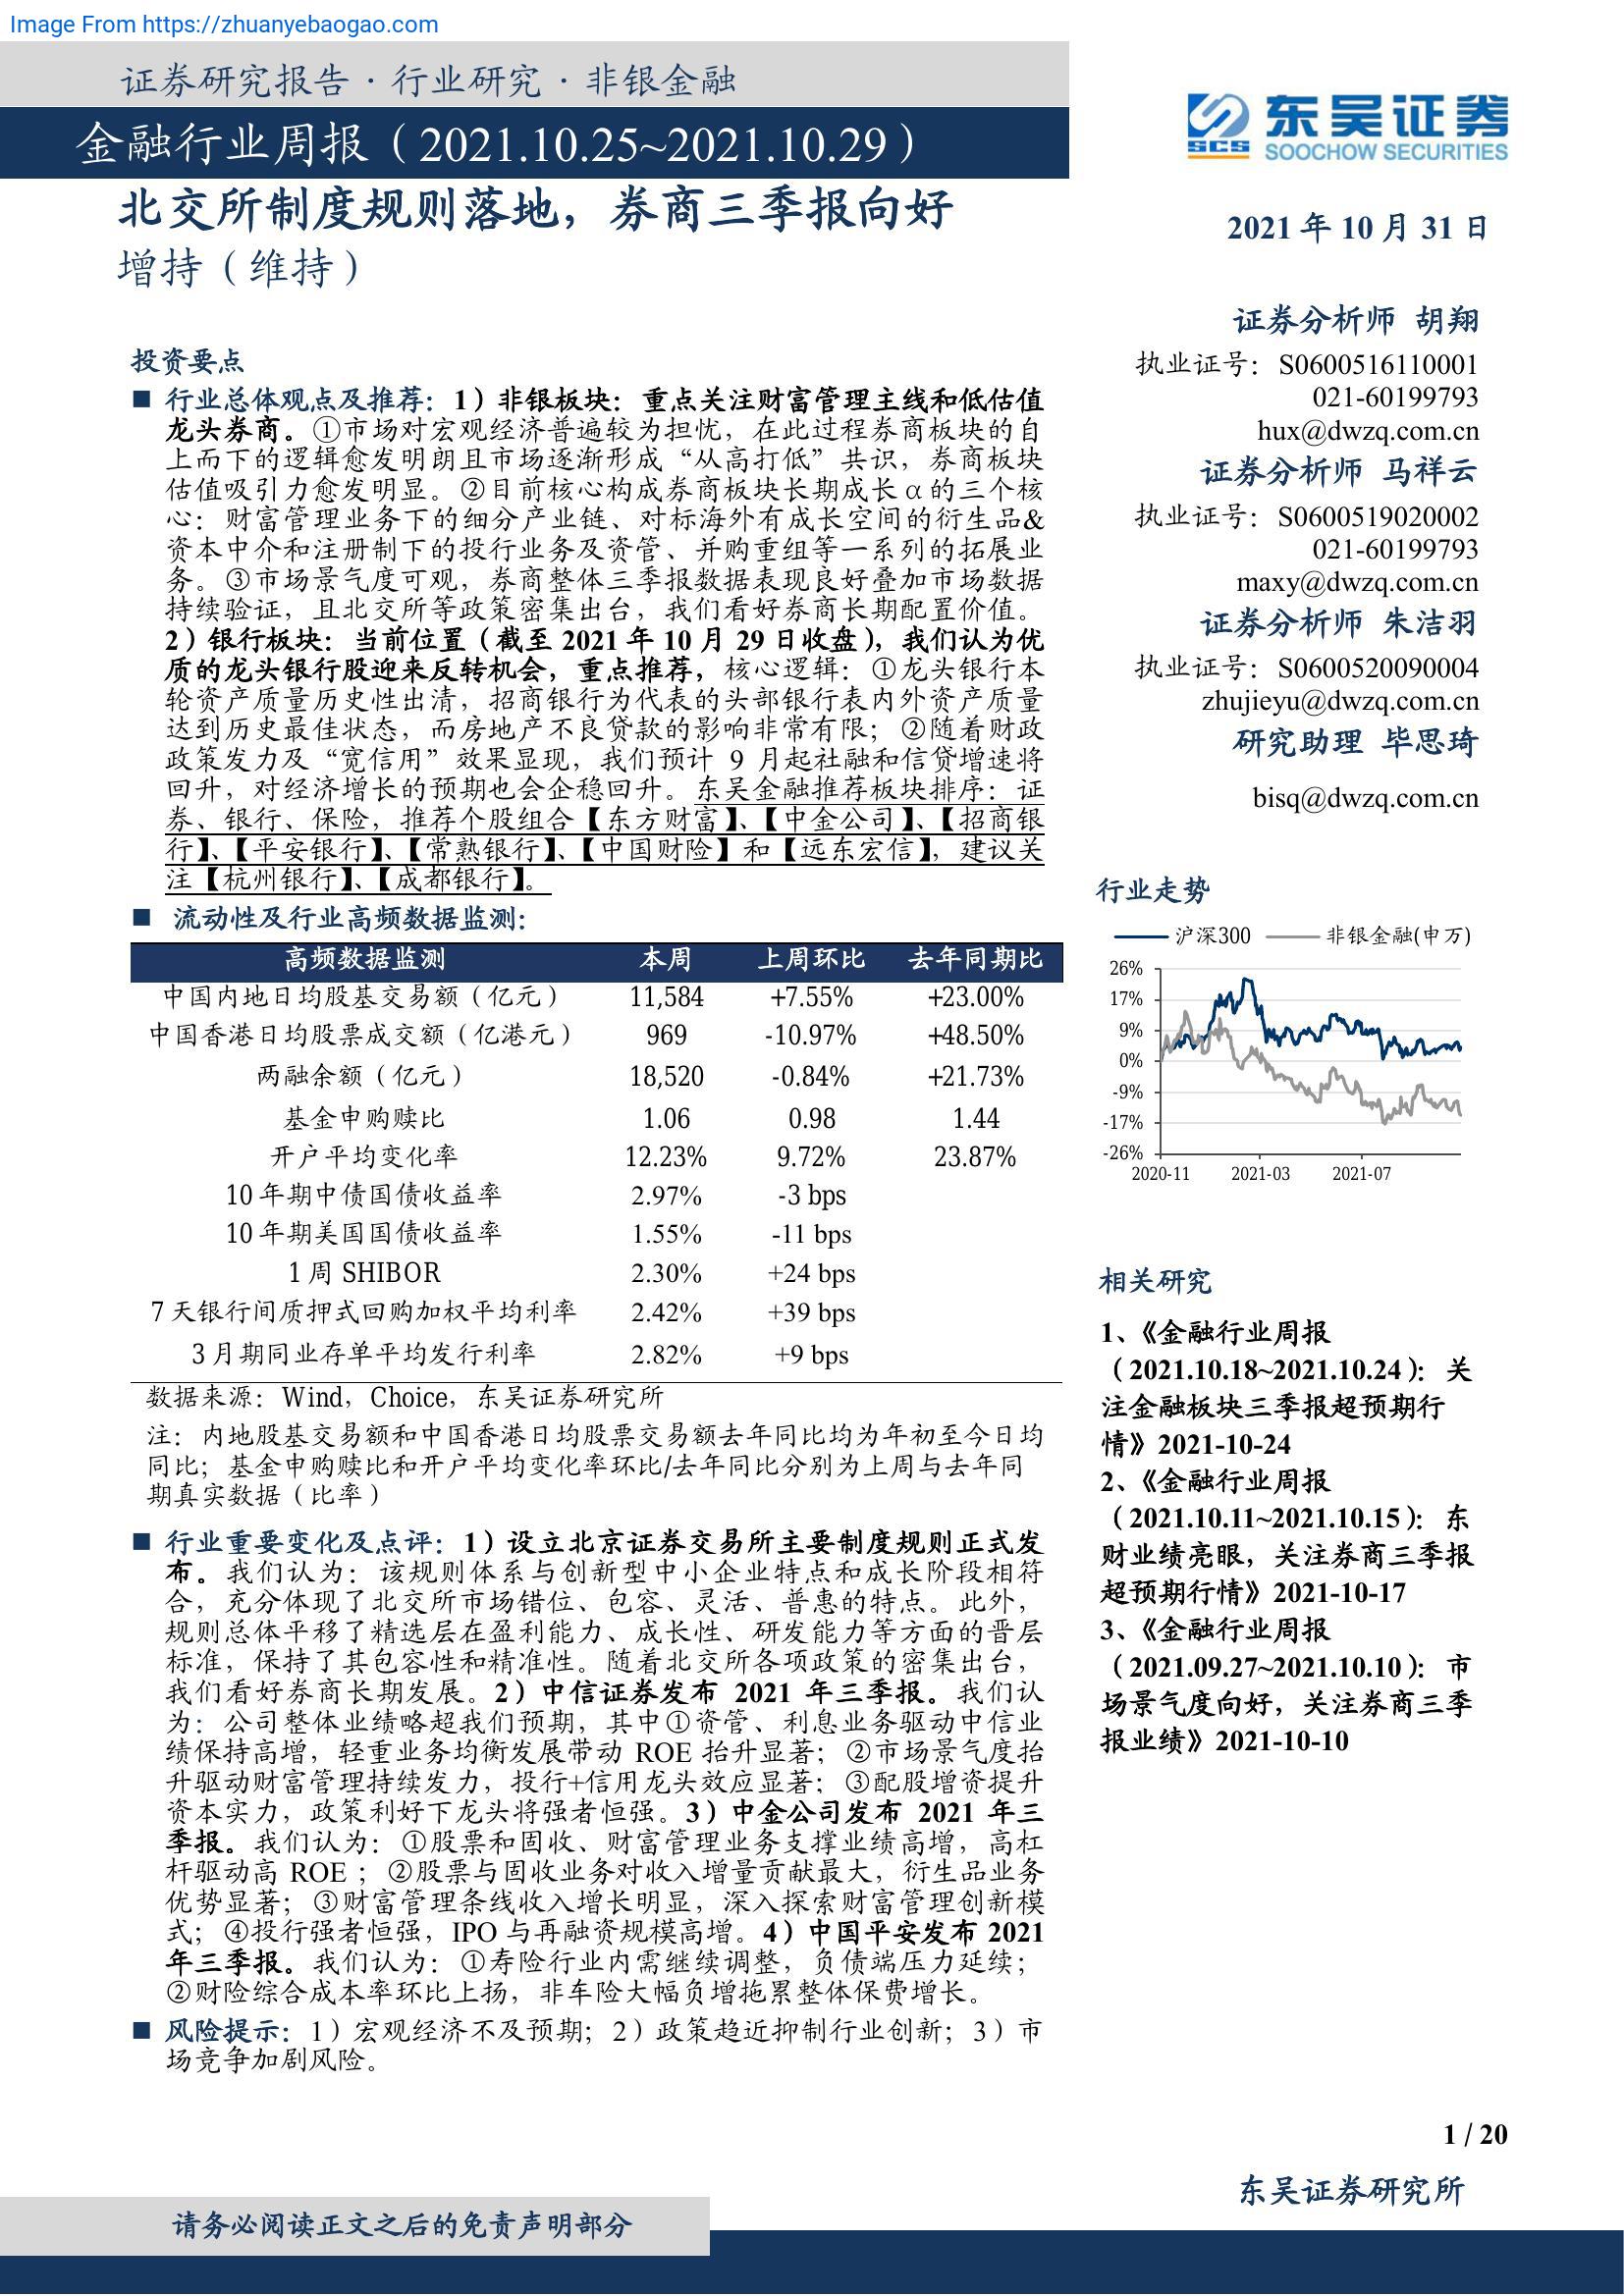 Image From https://zhuanyebaogao.com
证券研究报告·行业研究·非银金融
金融行业周报（2021.10.25~2021.10.29）
北交所制度规则落地，券商三季报向好
增持（维持）
投资要点
■ 行业总体观点及推荐：1）非银板块：重点关注财富管理主线和低估值
龙头券商。①市场对宏观经济普遍较为担忧，在此过程券商板块的自
上而下的逻辑愈发明朗且市场逐渐形成“从高打低”共识，券商板块
估值吸引力愈发明显。②目前核心构成券商板块长期成长α的三个核
心：财富管理业务下的细分产业链、对标海外有成长空间的衍生品&
资本中介和注册制下的投行业务及资管、并购重组等一系列的拓展业
务。③市场景气度可观，券商整体三季报数据表现良好叠加市场数据
持续验证，且北交所等政策密集出台，我们看好券商长期配置价值。
2）银行板块：当前位置（截至 2021 年 10 月 29 日收盘），我们认为优
质的龙头银行股迎来反转机会，重点推荐，核心逻辑：①龙头银行本
轮资产质量历史性出清，招商银行为代表的头部银行表内外资产质量
达到历史最佳状态，而房地产不良贷款的影响非常有限；②随着财政
政策发力及“宽信用”效果显现，我们预计 9 月起社融和信贷增速将
回升，对经济增长的预期也会企稳回升。东吴金融推荐板块排序：证
券、银行、保险，推荐个股组合【东方财富】、【中金公司】、【招商银
行】、【平安银行】、【常熟银行】、【中国财险】和【远东宏信】，建议关
注【杭州银行】、【成都银行】。
■ 流动性及行业高频数据监测：
高频数据监测 本周 上周环比 去年同期比
中国内地日均股基交易额（亿元） 11,584 +7.55% +23.00%
中国香港日均股票成交额（亿港元） 969 -10.97% +48.50%
两融余额（亿元） 18,520 -0.84% +21.73%
基金申购赎比 1.06 0.98 1.44
开户平均变化率 12.23% 9.72% 23.87%
10 年期中债国债收益率 2.97% -3 bps
10 年期美国国债收益率 1.55% -11 bps
1 周 SHIBOR 2.30% +24 bps
7 天银行间质押式回购加权平均利率 2.42% +39 bps
3 月期同业存单平均发行利率 2.82% +9 bps
数据来源：Wind，Choice，东吴证券研究所
注：内地股基交易额和中国香港日均股票交易额去年同比均为年初至今日均
同比；基金申购赎比和开户平均变化率环比/去年同比分别为上周与去年同
期真实数据（比率）
■ 行业重要变化及点评：1）设立北京证券交易所主要制度规则正式发
布。我们认为：该规则体系与创新型中小企业特点和成长阶段相符
合，充分体现了北交所市场错位、包容、灵活、普惠的特点。此外，
规则总体平移了精选层在盈利能力、成长性、研发能力等方面的晋层
标准，保持了其包容性和精准性。随着北交所各项政策的密集出台，
我们看好券商长期发展。2）中信证券发布 2021 年三季报。我们认
为：公司整体业绩略超我们预期，其中①资管、利息业务驱动中信业
绩保持高增，轻重业务均衡发展带动 ROE 抬升显著；②市场景气度抬
升驱动财富管理持续发力，投行+信用龙头效应显著；③配股增资提升
资本实力，政策利好下龙头将强者恒强。3）中金公司发布 2021 年三
季报。我们认为：①股票和固收、财富管理业务支撑业绩高增，高杠
杆驱动高 ROE ；②股票与固收业务对收入增量贡献最大，衍生品业务
优势显著；③财富管理条线收入增长明显，深入探索财富管理创新模
式；④投行强者恒强，IPO 与再融资规模高增。4）中国平安发布 2021
年三季报。我们认为：①寿险行业内需继续调整，负债端压力延续；
②财险综合成本率环比上扬，非车险大幅负增拖累整体保费增长。
■ 风险提示：1）宏观经济不及预期；2）政策趋近抑制行业创新；3）市
场竞争加剧风险。
SCS 东吴证券
SOOCHOW SECURITIES
2021 年 10 月 31 日
证券分析师 胡翔
执业证号：S0600516110001
021-60199793
hux@dwzq.com.cn
证券分析师 马祥云
执业证号：S0600519020002
021-60199793
maxy@dwzq.com.cn
证券分析师 朱洁羽
执业证号：S0600520090004
zhujieyu@dwzq.com.cn
研究助理 毕思琦
bisq@dwzq.com.cn
行业走势
沪深300 非银金融(申万)
26%
17%
9%
0%
-9%
-17%
-26%
2020-11 2021-03 2021-07
相关研究
1、《金融行业周报
（2021.10.18~2021.10.24）：关
注金融板块三季报超预期行
情》2021-10-24
2、《金融行业周报
（2021.10.11~2021.10.15）：东
财业绩亮眼，关注券商三季报
超预期行情》2021-10-17
3、《金融行业周报
（2021.09.27~2021.10.10）：市
场景气度向好，关注券商三季
报业绩》2021-10-10
1 / 20
东吴证券研究所
请务必阅读正文之后的免责声明部分